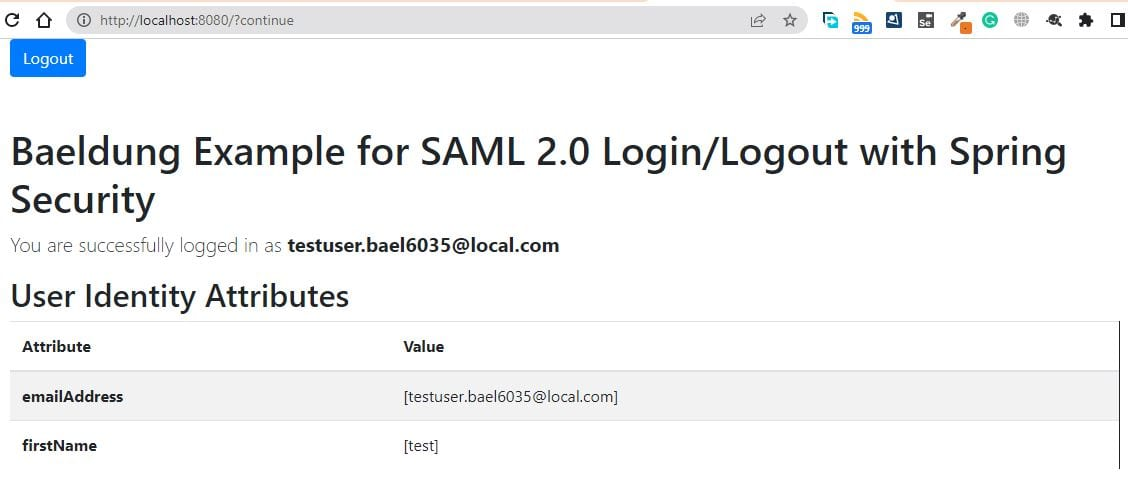 http://localhost:8080/?continue
999
Se
Logout
Baeldung Example for SAML 2.0 Login/Logout with Spring
Security
You are successfully logged in as testuser.bael6035@local.com
User Identity Attributes
Attribute Value
emailAddress [testuser.bael6035@local.com]
firstName [test]